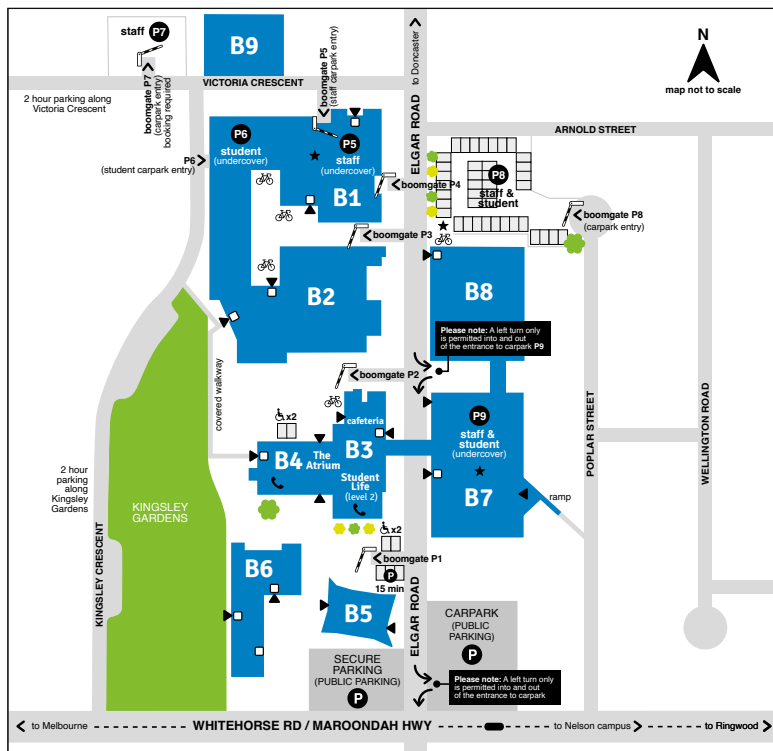 staff P7
B9
N
map not to scale
VICTORIA CRESCENT
2 hour parking along
Victoria Crescent
boomgate P7
(carpark entry)
booking required
boomgate P5
(staff carpark entry)
ELGAR ROAD
to Doncaster
ARNOLD STREET
P6
student
(undercover)
P5
staff
(undercover)
P6
(student carpark entry)
B1
boomgate P4
P8
staff &
student
boomgate P8
(carpark entry)
boomgate P3
B2
B8
Please note: A left turn only
is permitted into and out
of the entrance to carpark P9
boomgate P2
covered walkway
x2
cafeteria
B3
B4
The
Atrium
Student
Life
(level 2)
P9
staff &
student
(undercover)
B7
ramp
POPLAR STREET
WELLINGTON ROAD
2 hour
parking
along
Kingsley
Gardens
KINGSLEY
GARDENS
KINGSLEY CRESCENT
x2
boomgate P1
P
15 min
B6
B5
ELGAR ROAD
CARPARK
(PUBLIC
PARKING)
P
SECURE
PARKING
(PUBLIC PARKING)
P
Please note: A left turn only
is permitted into and out
of the entrance to carpark
to Melbourne
WHITEHORSE RD / MAROONDAH HWY
to Nelson campus
to Ringwood